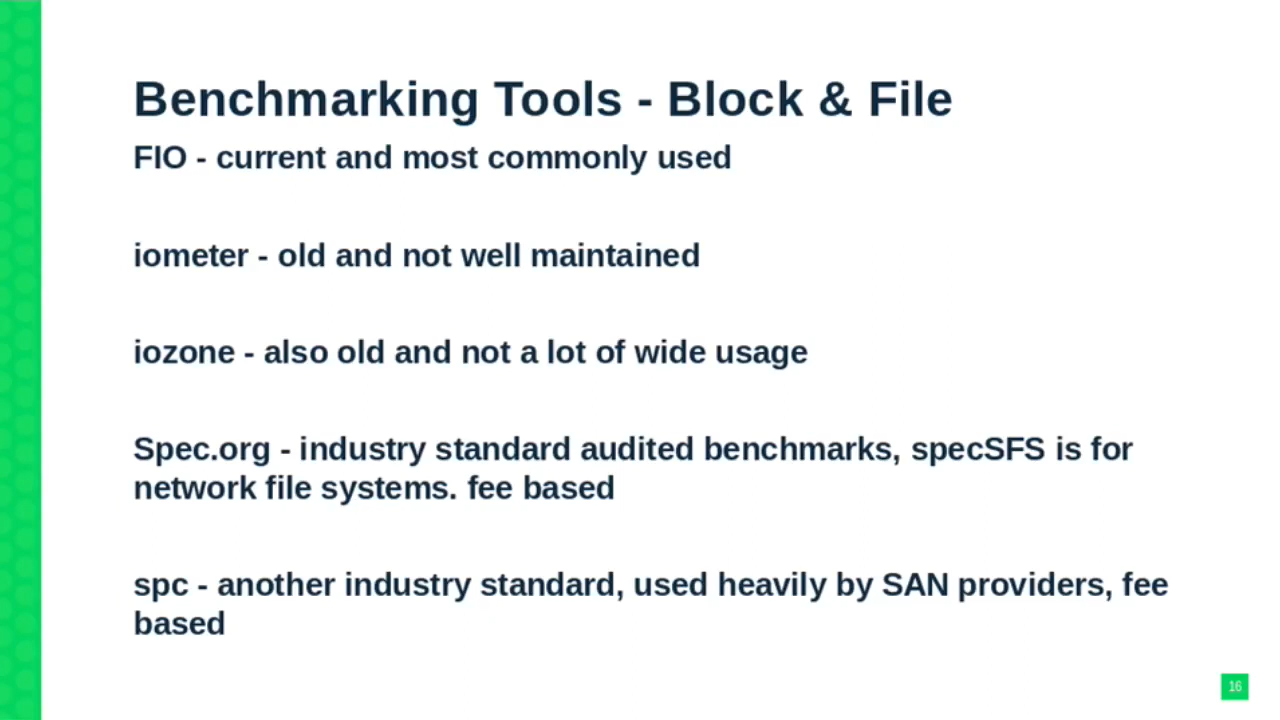 Benchmarking Tools - Block & File
FIO - current and most commonly used
iometer - old and not well maintained
iozone - also old and not a lot of wide usage
Spec.org - industry standard audited benchmarks, specSFS is for
network file systems. fee based
spc - another industry standard, used heavily by SAN providers, fee
based
16